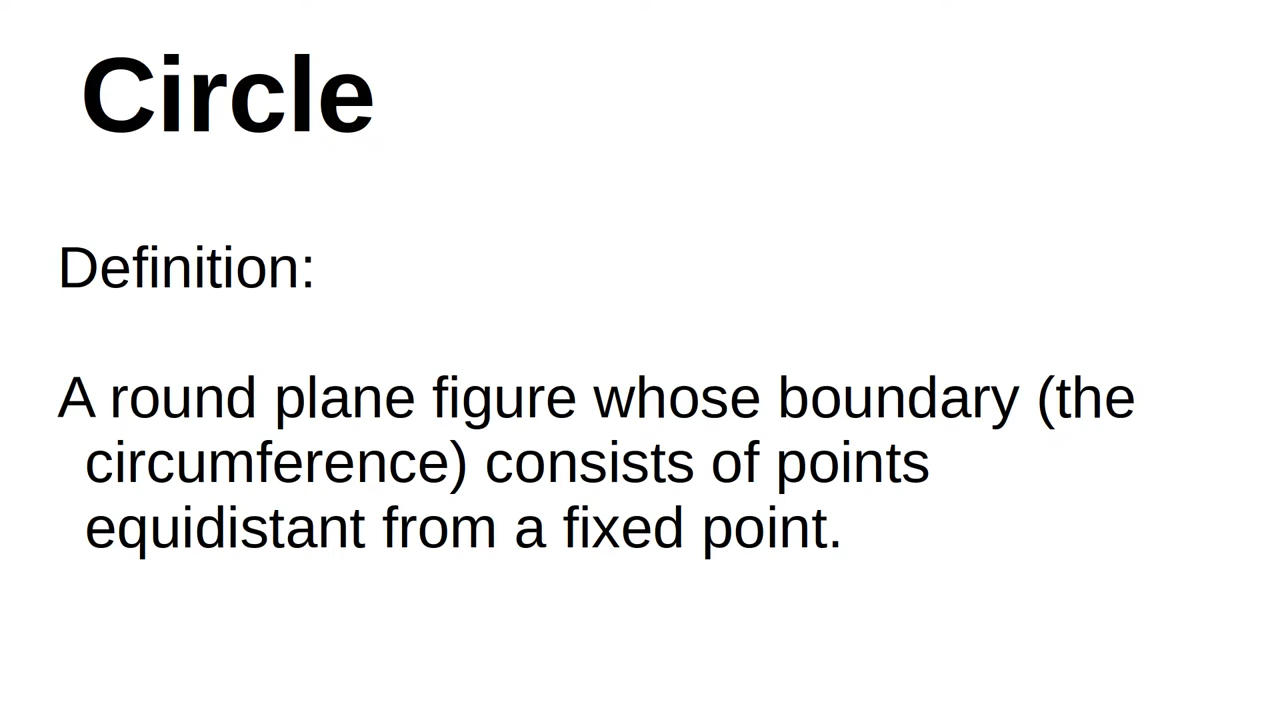 Circle
Definition:
A round plane figure whose boundary (the
circumference) consists of points
equidistant from a fixed point.